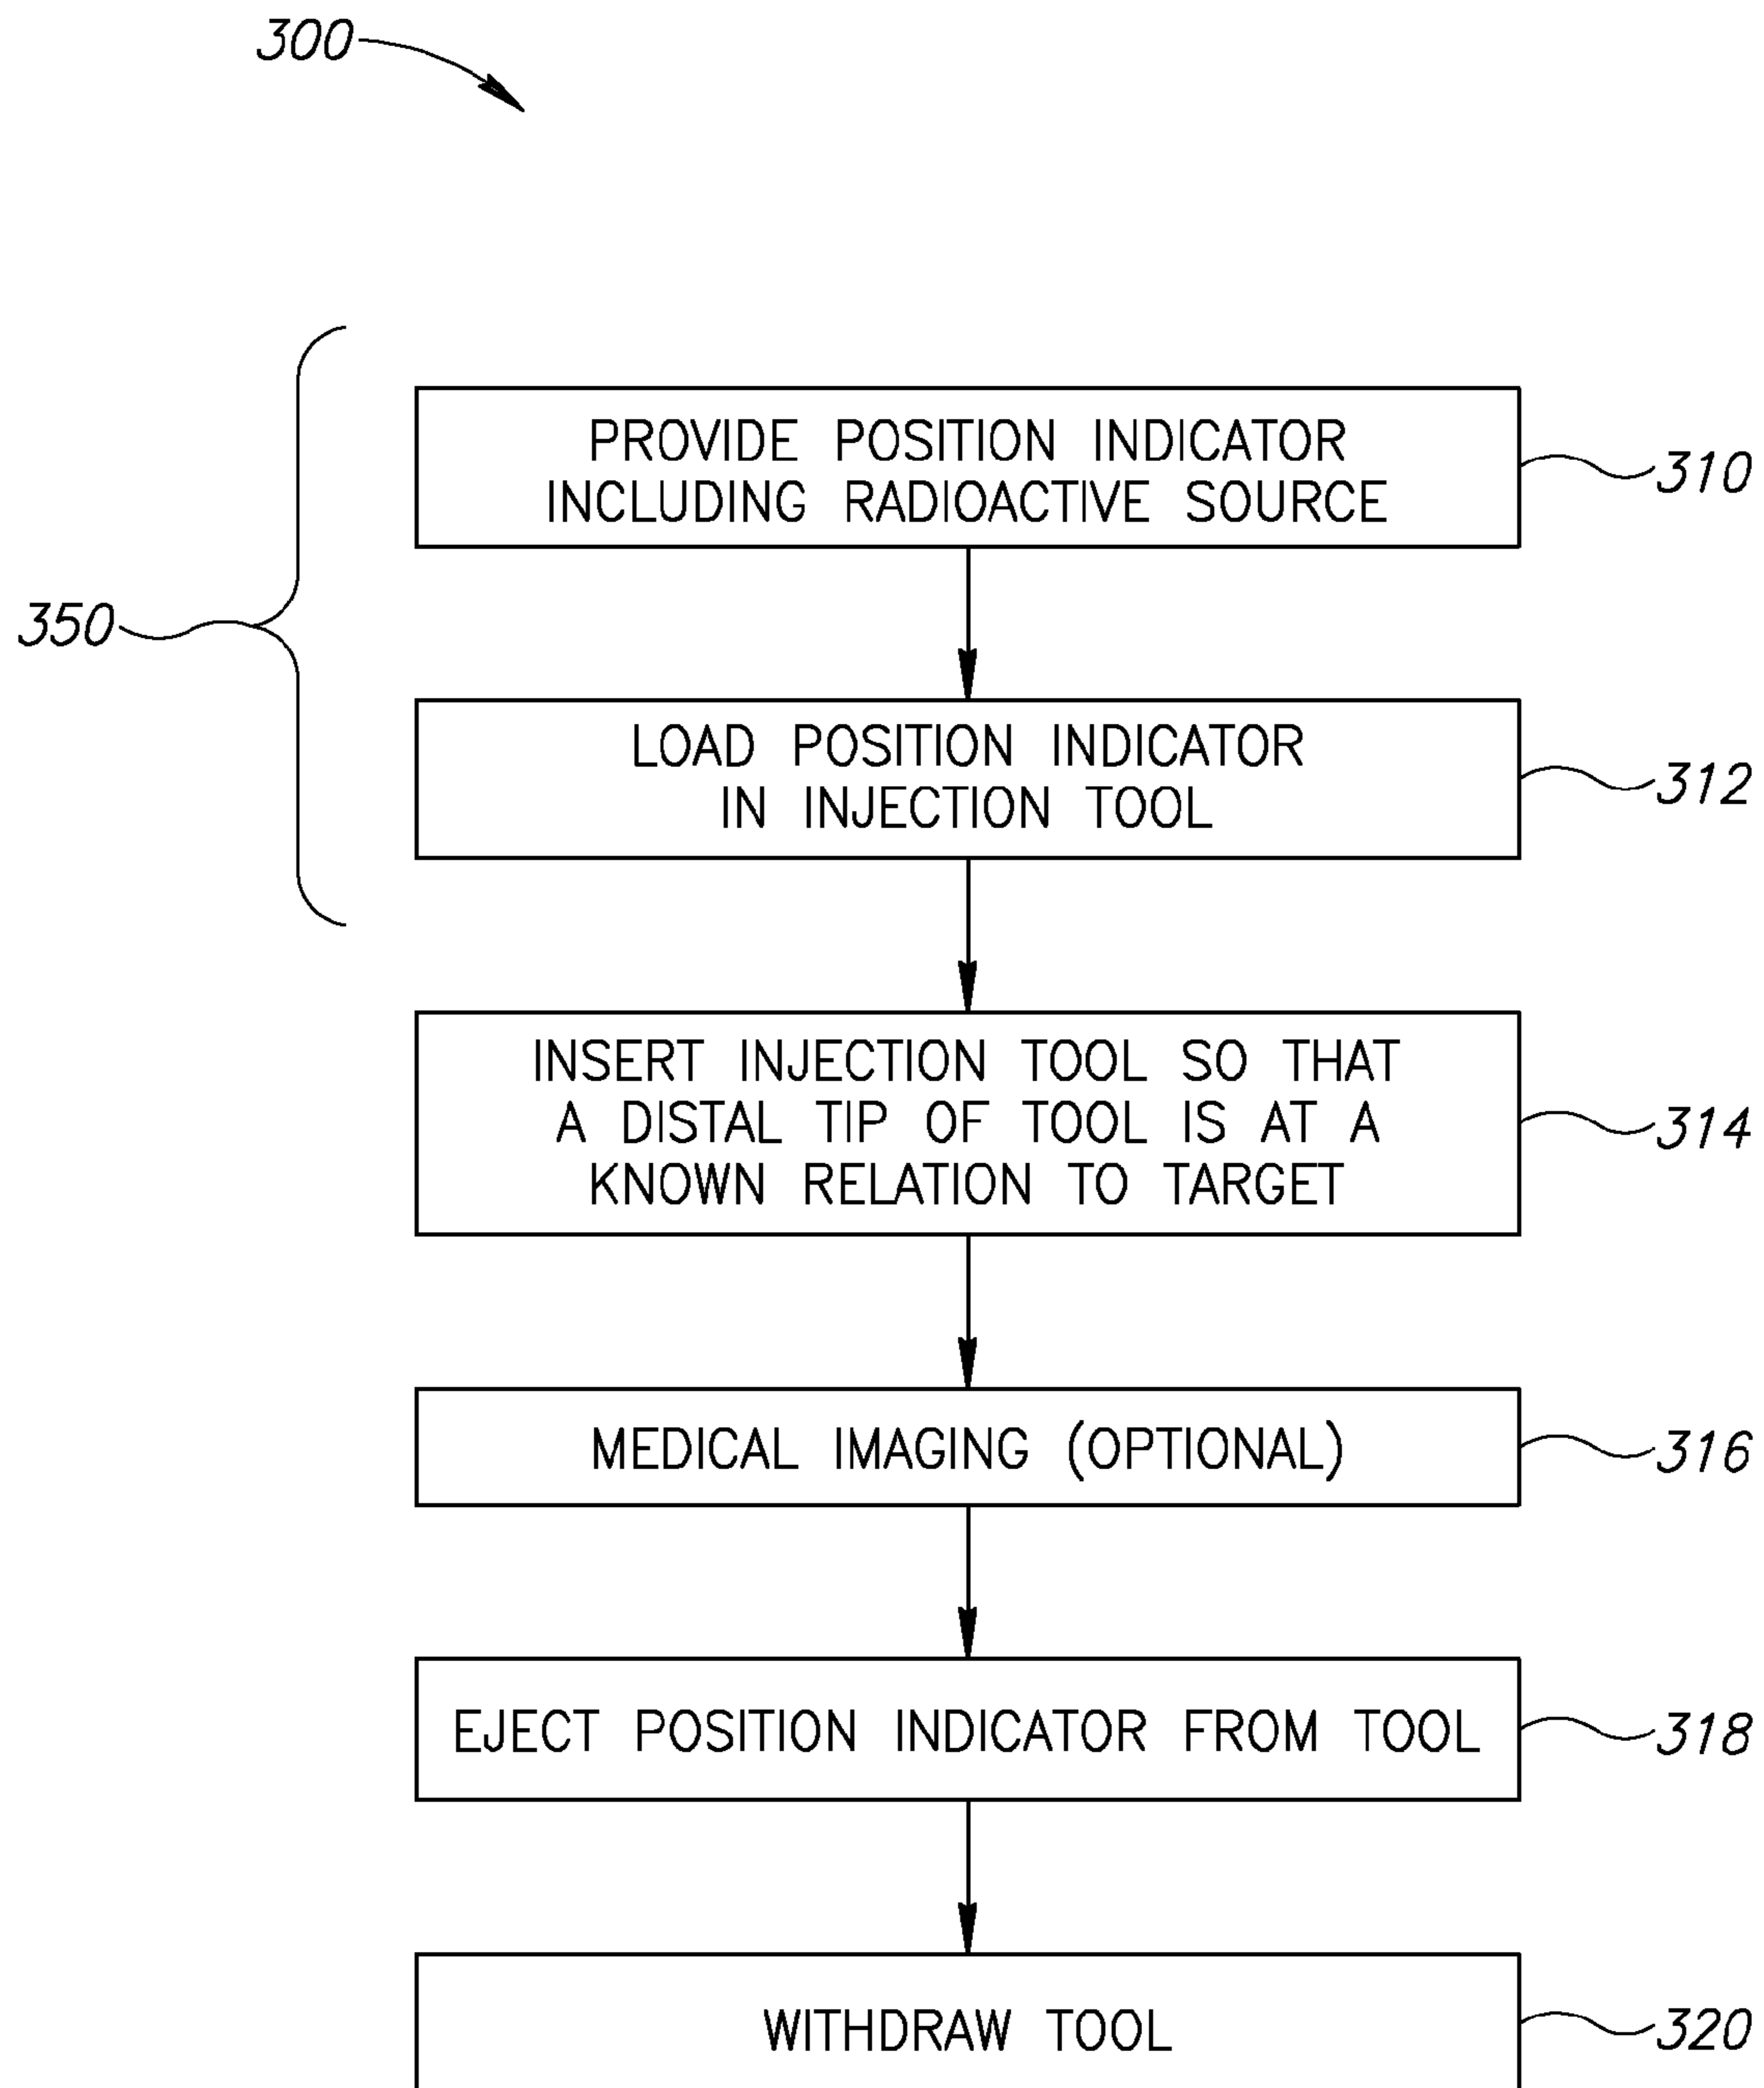 300
350
PROVIDE POSITION INDICATOR
INCLUDING RADIOACTIVE SOURCE
310
LOAD POSITION INDICATOR
IN INJECTION TOOL
312
INSERT INJECTION TOOL SO THAT
A DISTAL TIP OF TOOL IS AT A
KNOWN RELATION TO TARGET
314
MEDICAL IMAGING (OPTIONAL)
316
EJECT POSITION INDICATOR FROM TOOL
318
WITHDRAW TOOL
320